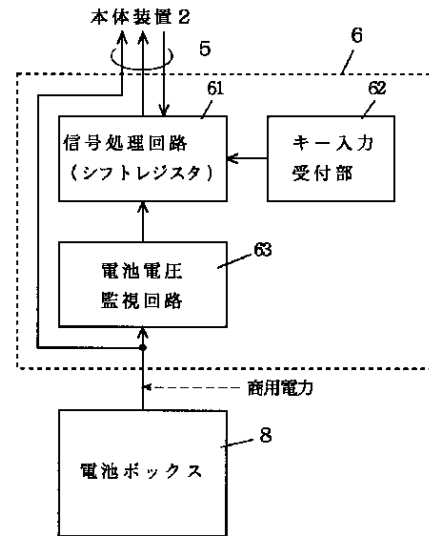 本体装置2
5
6
61
62
信号処理回路
(シフトレジスタ)
キー入力
受付部
63
電池電圧
監視回路
商用電力
8
電池ボックス